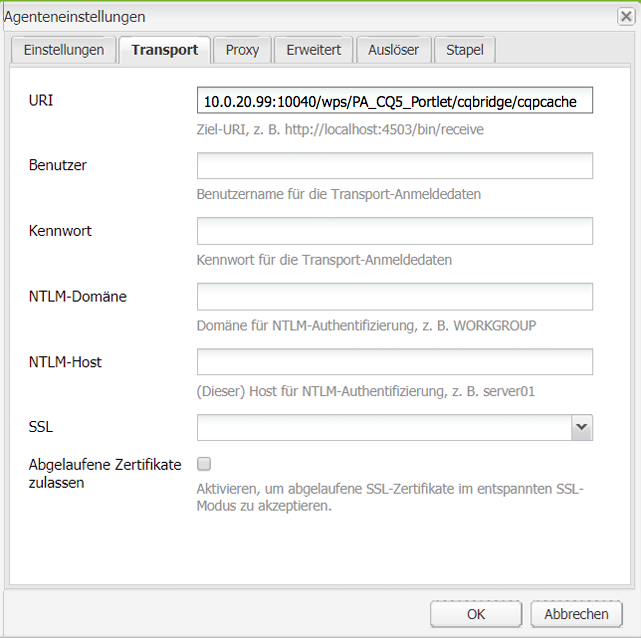 Agenteneinstellungen
Einstellungen Transport Proxy Erweitert Auslöser Stapel
URI 10.0.20.99:10040/wps/PA_CQ5_Portlet/cqbridge/cqpcache
Ziel-URI, z. B. http://localhost:4503/bin/receive
Benutzer
Benutzername für die Transport-Anmeldedaten
Kennwort
Kennwort für die Transport-Anmeldedaten
NTLM-Domäne
Domäne für NTLM-Authentifizierung, z. B. WORKGROUP
NTLM-Host
(Dieser) Host für NTLM-Authentifizierung, z. B. server01
SSL
Abgelaufene Zertifikate
zulassen
Aktivieren, um abgelaufene SSL-Zertifikate im entspannten SSL-
Modus zu akzeptieren.
OK Abbrechen